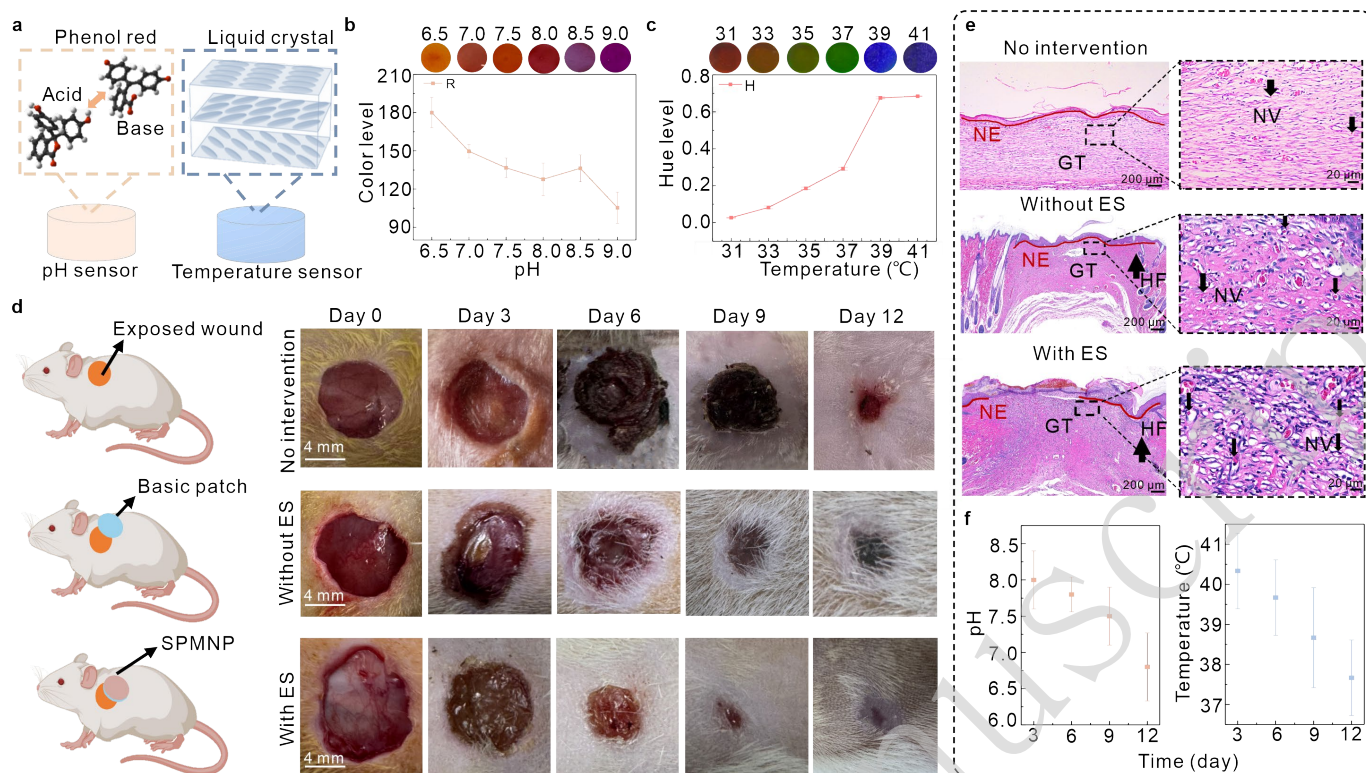 a
Phenol red
Liquid crystal
Acid
Base
pH sensor
Temperature sensor
b
6.5 7.0 7.5 8.0 8.5 9.0
210
180
150
120
90
R
Color level
6.5 7.0 7.5 8.0 8.5 9.0
pH
c
31 33 35 37 39 41
0.8
0.6
0.4
0.2
0.0
H
Hue level
31 33 35 37 39 41
Temperature (℃)
d
Exposed wound
Basic patch
SPMNP
Day 0 Day 3 Day 6 Day 9 Day 12
No intervention
4 mm
Without ES
4 mm
With ES
4 mm
e
No intervention
NE
GT
200 µm
NV
20 µm
Without ES
NE
GT
HF
200 µm
NV
20 µm
With ES
NE
GT
HF
200 µm
NV
20 µm
f
8.5
8.0
7.5
7.0
6.5
6.0
pH
3 6 9 12
41
40
39
38
37
Temperature (℃)
3 6 9 12
Time (day)